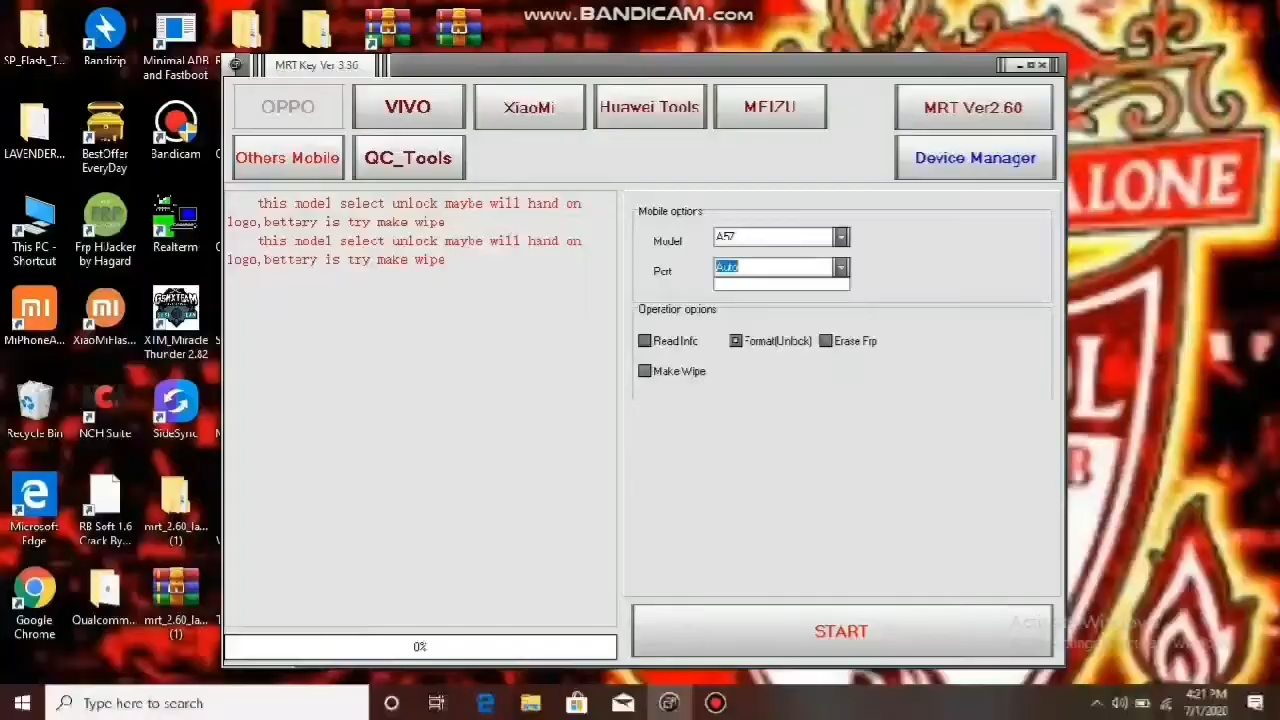 www.BANDICAM.com
SP_Flash_T...
Bandizip
Minimal ADB
and Fastboot
MRT Key Ver 3.36
OPPO
VIVO
XiaoMi
Huawei Tools
MEIZU
MRT Ver2.60
LAVENDER...
BestOffer
EveryDay
Bandicam
Others Mobile
QC_Tools
Device Manager
ALONE
this model select unlock maybe will hand on
logo,bettery is try make wipe
this model select unlock maybe will hand on
logo,bettery is try make wipe
Mobile options
Model
A57
Port
Auto
This PC -
Shortcut
Frp HiJacker
by Hagard
Realterm
Operation options
Read Info
Format(Unlock)
Erase Frp
Make Wipe
MiPhoneA...
XiaoMiFlas...
XTM_Miracle
Thunder 2.82
Recycle Bin
NCH Suite
SideSync
Microsoft
Edge
RB Soft 1.6
Crack By...
mrt_2.60_la...
(1)
Google
Chrome
Qualcomm...
mrt_2.60_la...
(1)
START
0%
Type here to search
4:21 PM
7/1/2020